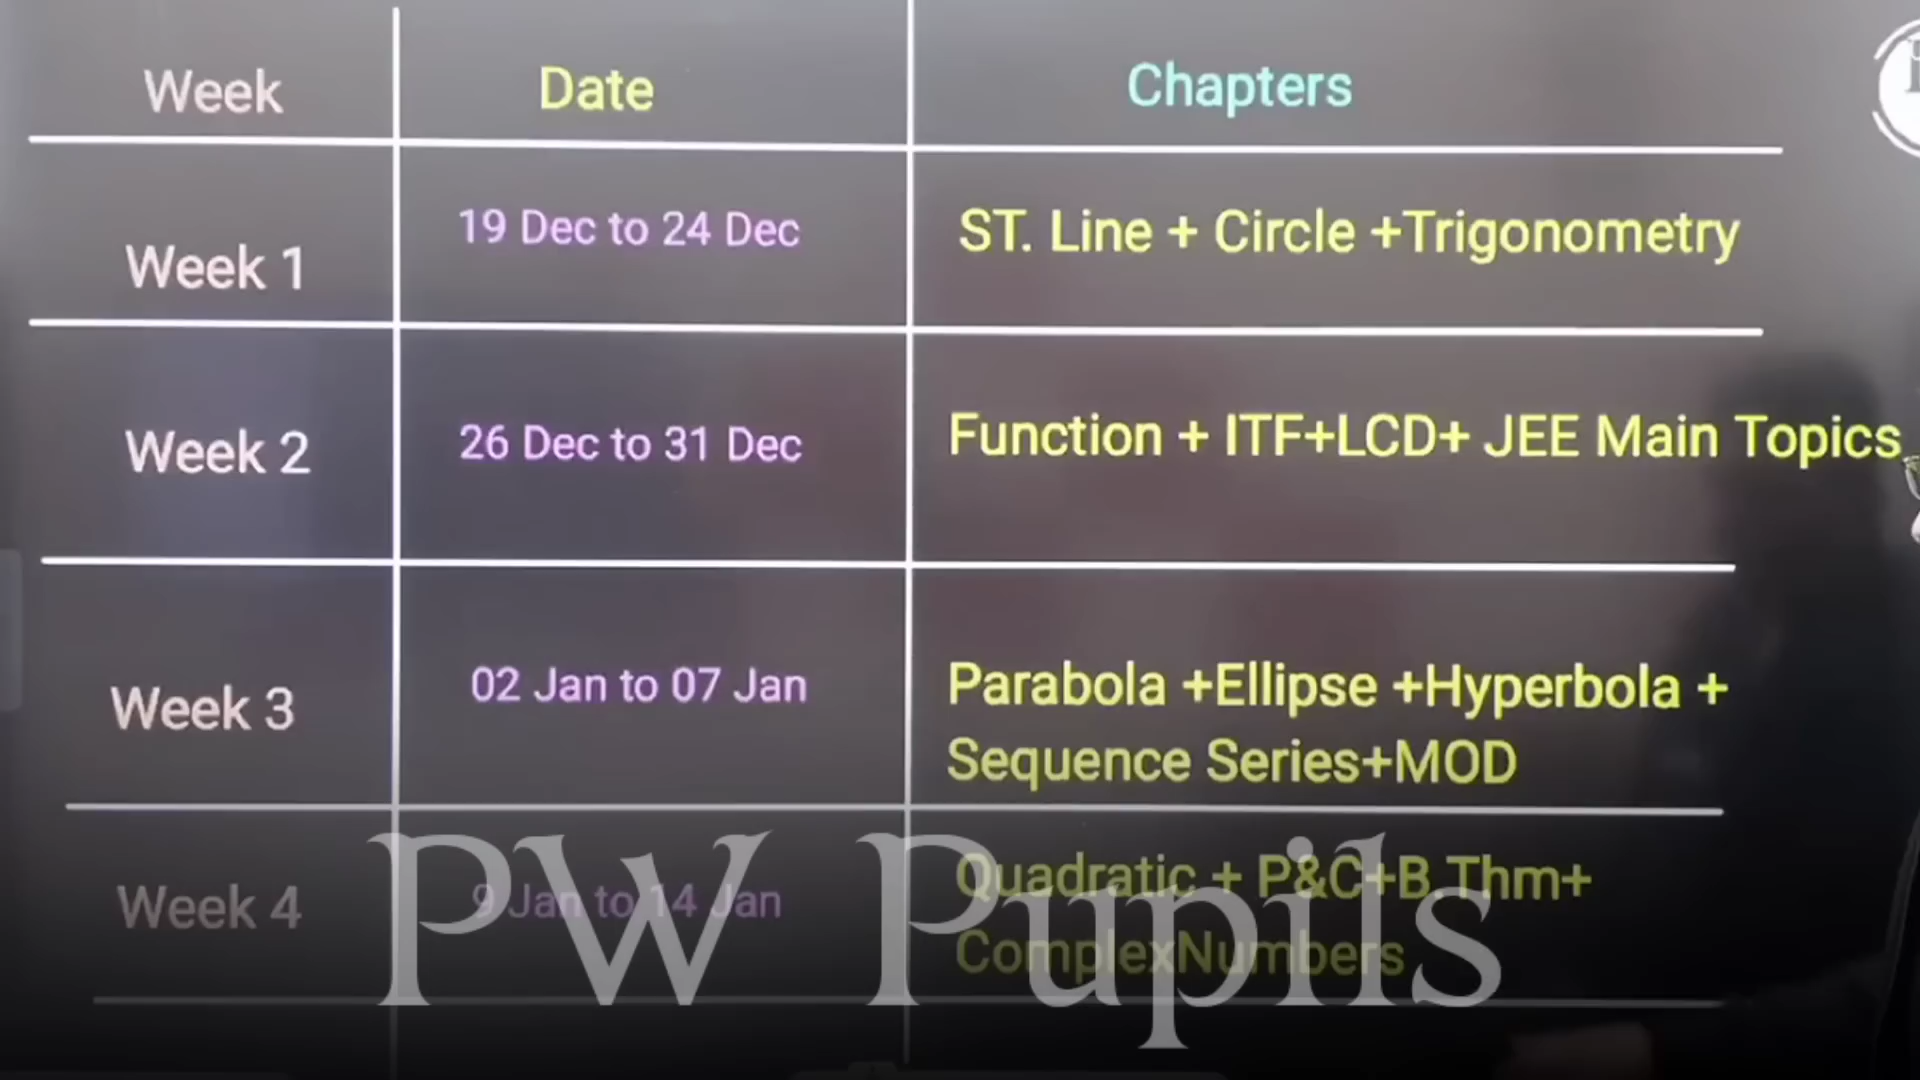 Week Date Chapters
Week 1 19 Dec to 24 Dec ST. Line + Circle +Trigonometry
Week 2 26 Dec to 31 Dec Function + ITF+LCD+ JEE Main Topics
Week 3 02 Jan to 07 Jan Parabola +Ellipse +Hyperbola +
Sequence Series+MOD
Week 4 9 Jan to 14 Jan Quadratic + P&C+B.Thm+
ComplexNumbers
PW Pupils